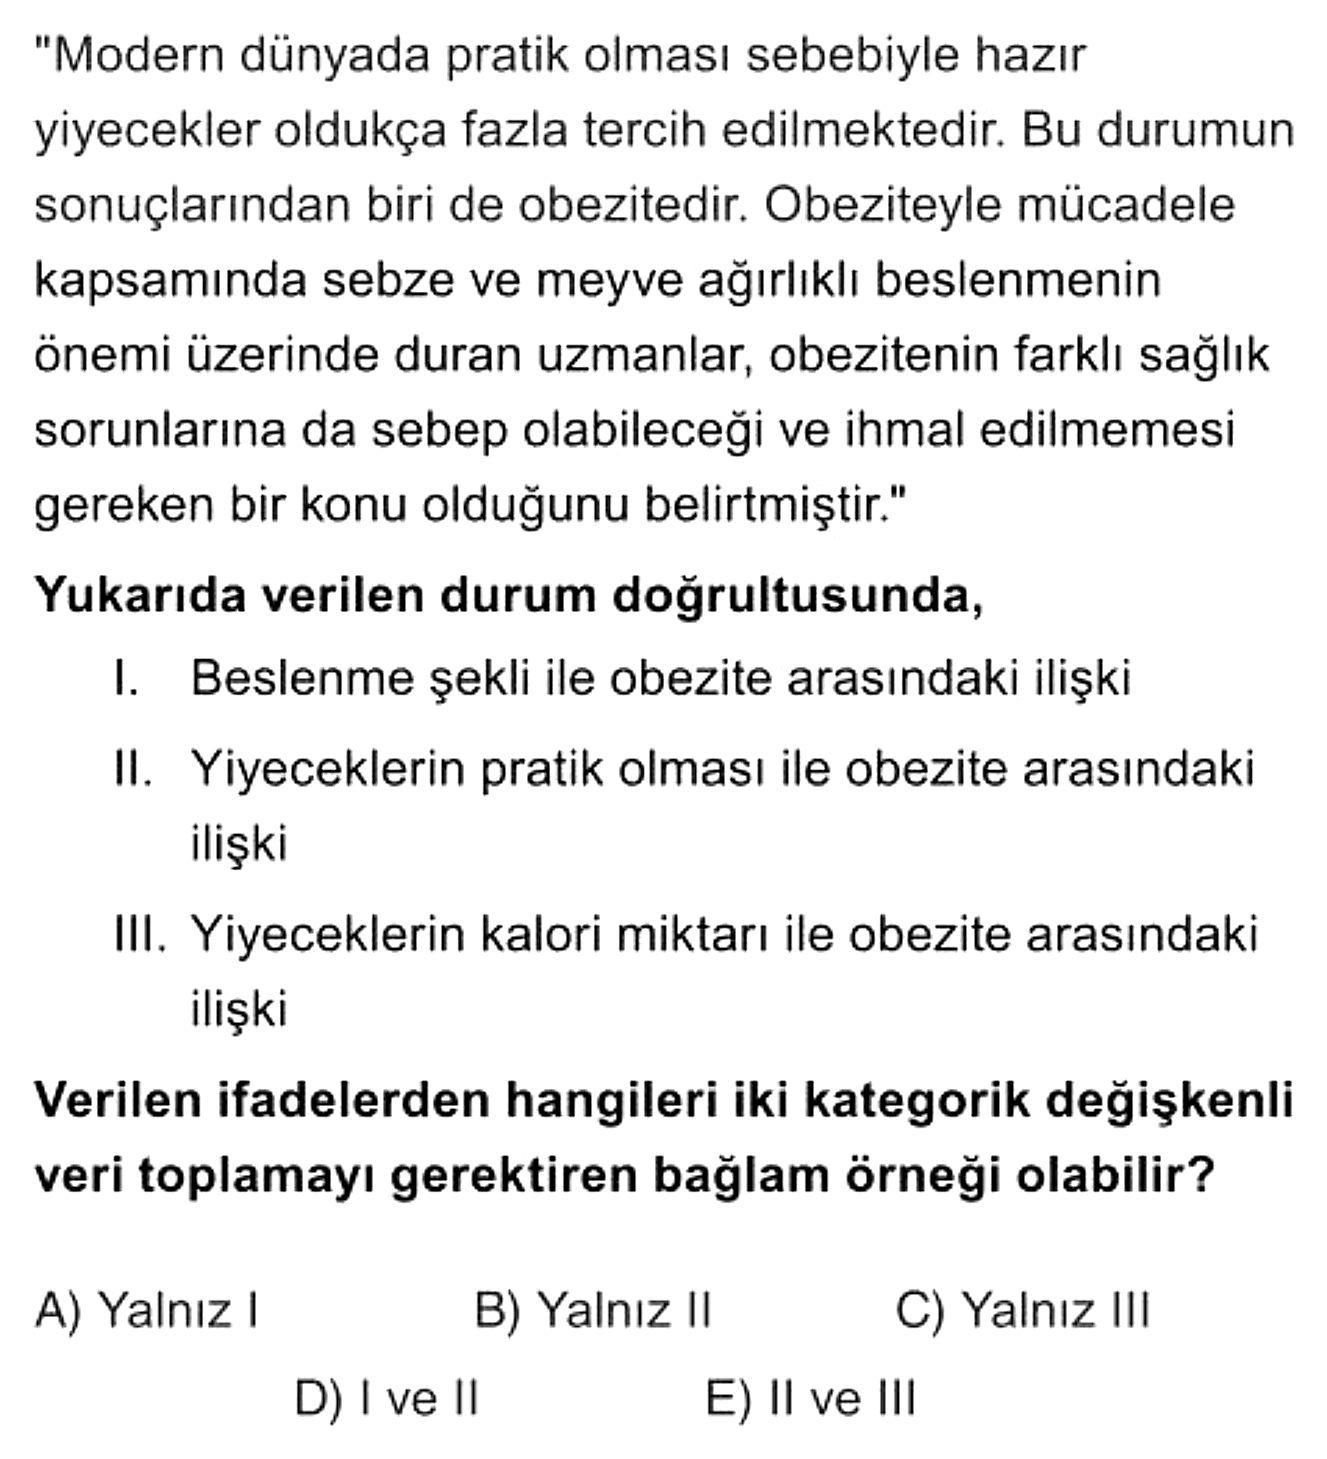 "Modern dünyada pratik olması sebebiyle hazır
yiyecekler oldukça fazla tercih edilmektedir. Bu durumun
sonuçlarından biri de obezitedir. Obeziteyle mücadele
kapsamında sebze ve meyve ağırlıklı beslenmenin
önemi üzerinde duran uzmanlar, obezitenin farklı sağlık
sorunlarına da sebep olabileceği ve ihmal edilmemesi
gereken bir konu olduğunu belirtmiştir."
Yukarıda verilen durum doğrultusunda,
I. Beslenme şekli ile obezite arasındaki ilişki
II. Yiyeceklerin pratik olması ile obezite arasındaki
ilişki
III. Yiyeceklerin kalori miktarı ile obezite arasındaki
ilişki
Verilen ifadelerden hangileri iki kategorik değişkenli
veri toplamayı gerektiren bağlam örneği olabilir?
A) Yalnız I B) Yalnız II C) Yalnız III
D) I ve II E) II ve III